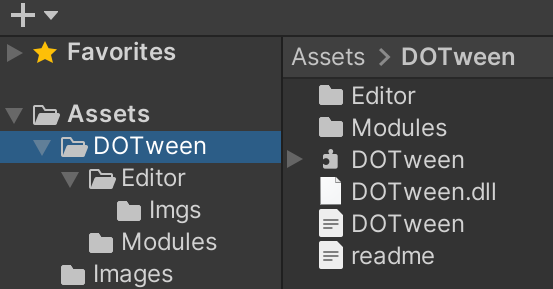 Favorites
Assets
DOTween
Editor
Imgs
Modules
Images
Assets > DOTween
Editor
Modules
DOTween
DOTween.dll
DOTween
readme